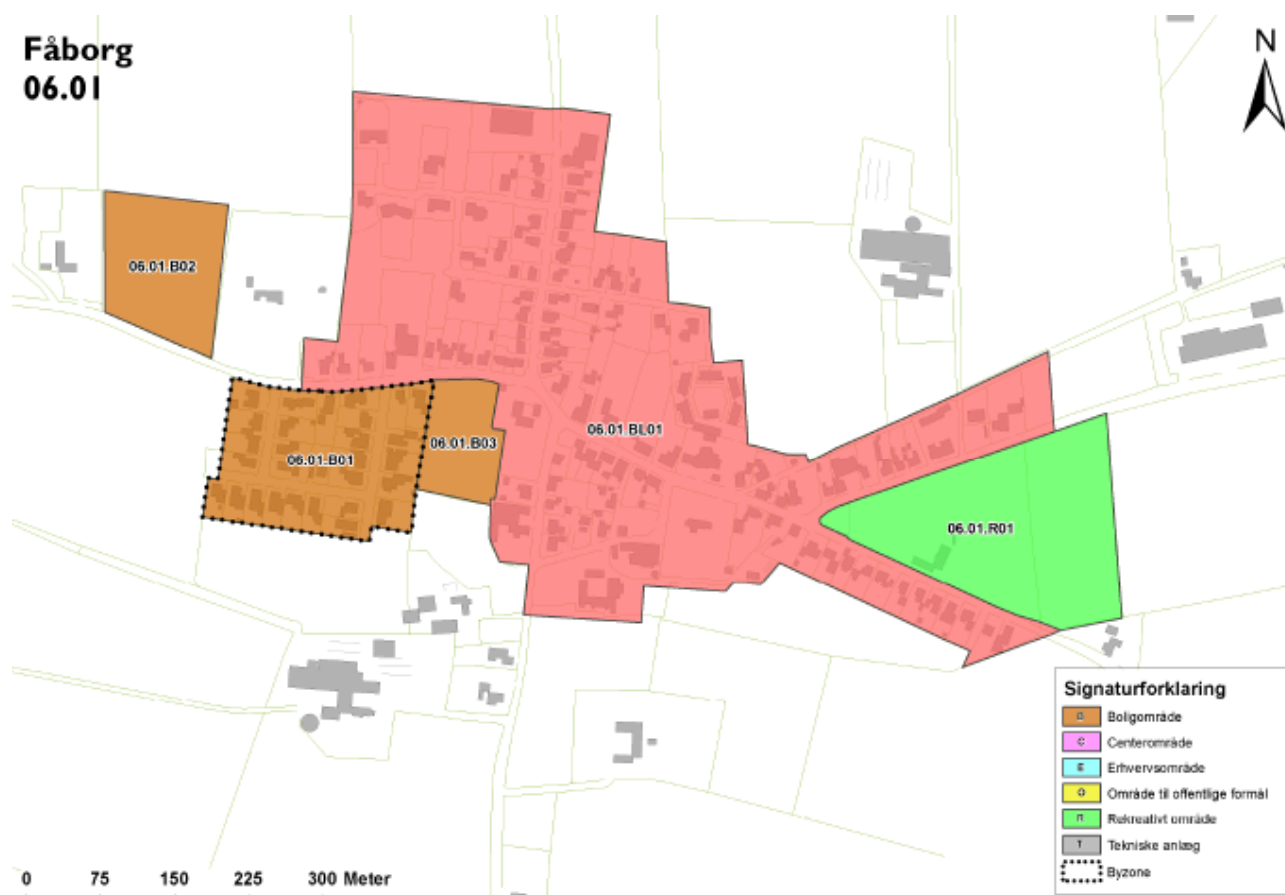 Fåborg
06.01
N
06.01.B02
06.01.BL01
06.01.B03
06.01.B01
06.01.R01
Signaturforklaring
B Boligområde
C Centerområde
E Erhvervsområde
O Område til offentlige formål
R Rekreativt område
T Tekniske anlæg
Byzone
0 75 150 225 300 Meter